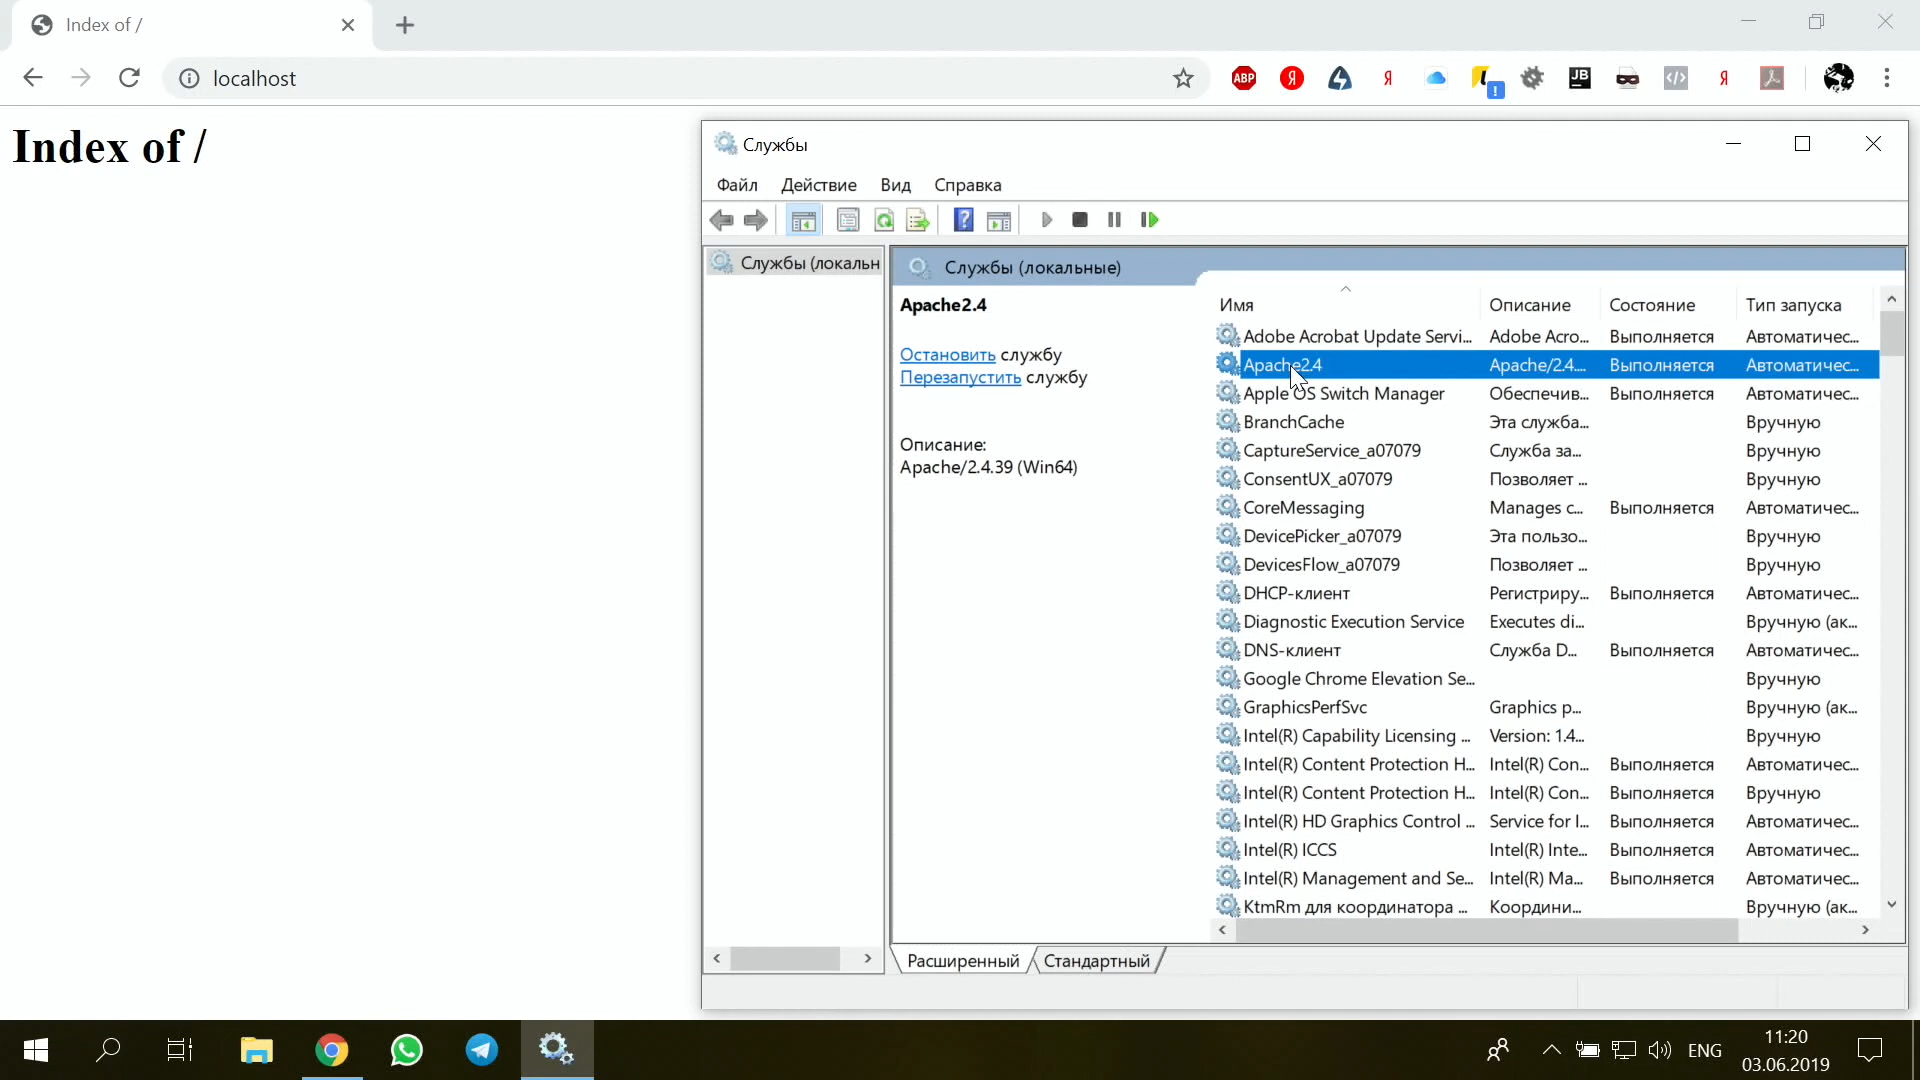 Index of /
localhost
ABP
Я
Я
JB
Я
Index of /
Службы
Файл Действие Вид Справка
Службы (локальн
Службы (локальные)
Apache2.4
Остановить службу
Перезапустить службу
Описание:
Apache/2.4.39 (Win64)
Имя Описание Состояние Тип запуска
Adobe Acrobat Update Servi... Adobe Acro... Выполняется Автоматичес...
Apache2.4 Apache/2.4.... Выполняется Автоматичес...
Apple OS Switch Manager Обеспечив... Выполняется Автоматичес...
BranchCache Эта служба... Вручную
CaptureService_a07079 Служба за... Вручную
ConsentUX_a07079 Позволяет ... Вручную
CoreMessaging Manages c... Выполняется Автоматичес...
DevicePicker_a07079 Эта пользо... Вручную
DevicesFlow_a07079 Позволяет ... Вручную
DHCP-клиент Регистриру... Выполняется Автоматичес...
Diagnostic Execution Service Executes di... Вручную (ак...
DNS-клиент Служба D... Выполняется Автоматичес...
Google Chrome Elevation Se... Вручную
GraphicsPerfSvc Graphics p... Вручную (ак...
Intel(R) Capability Licensing ... Version: 1.4... Вручную
Intel(R) Content Protection H... Intel(R) Con... Выполняется Автоматичес...
Intel(R) Content Protection H... Intel(R) Con... Выполняется Вручную
Intel(R) HD Graphics Control ... Service for I... Выполняется Автоматичес...
Intel(R) ICCS Intel(R) Inte... Выполняется Автоматичес...
Intel(R) Management and Se... Intel(R) Ma... Выполняется Автоматичес...
KtmRm для координатора ... Координи... Вручную (ак...
Расширенный Стандартный
ENG
11:20
03.06.2019